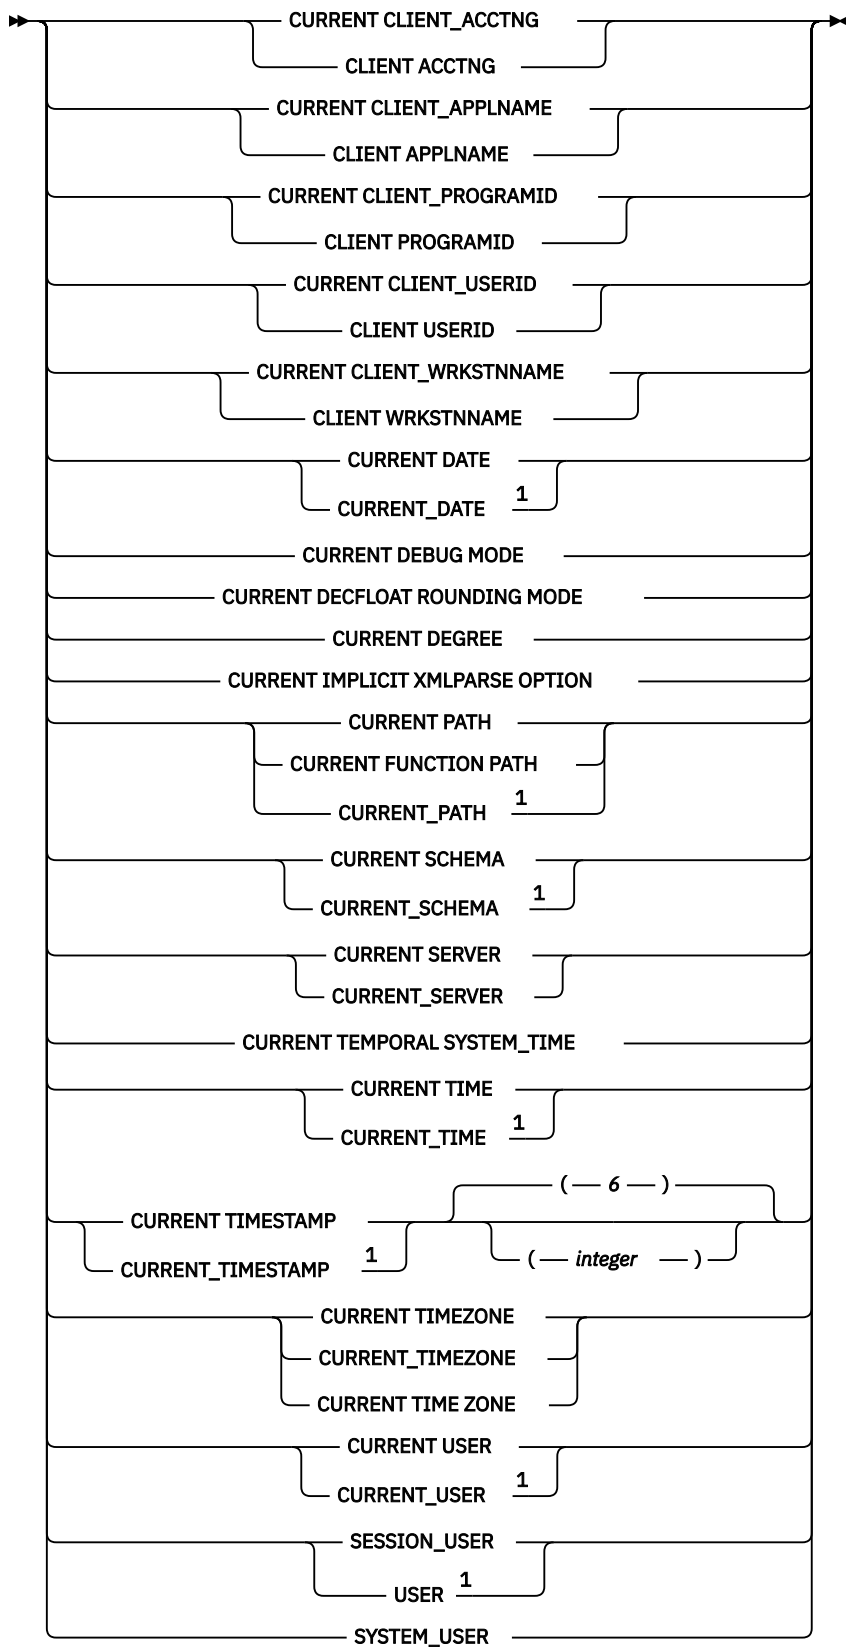 CURRENT CLIENT_ACCTNG
CLIENT ACCTNG
CURRENT CLIENT_APPLNAME
CLIENT APPLNAME
CURRENT CLIENT_PROGRAMID
CLIENT PROGRAMID
CURRENT CLIENT_USERID
CLIENT USERID
CURRENT CLIENT_WRKSTNNAME
CLIENT WRKSTNNAME
CURRENT DATE
CURRENT_DATE 1
CURRENT DEBUG MODE
CURRENT DECFLOAT ROUNDING MODE
CURRENT DEGREE
CURRENT IMPLICIT XMLPARSE OPTION
CURRENT PATH
CURRENT FUNCTION PATH
CURRENT_PATH 1
CURRENT SCHEMA
CURRENT_SCHEMA 1
CURRENT SERVER
CURRENT_SERVER
CURRENT TEMPORAL SYSTEM_TIME
CURRENT TIME
CURRENT_TIME 1
( 6 )
CURRENT TIMESTAMP
CURRENT_TIMESTAMP 1 ( integer )
CURRENT TIMEZONE
CURRENT_TIMEZONE
CURRENT TIME ZONE
CURRENT USER
CURRENT_USER 1
SESSION_USER
USER 1
SYSTEM_USER